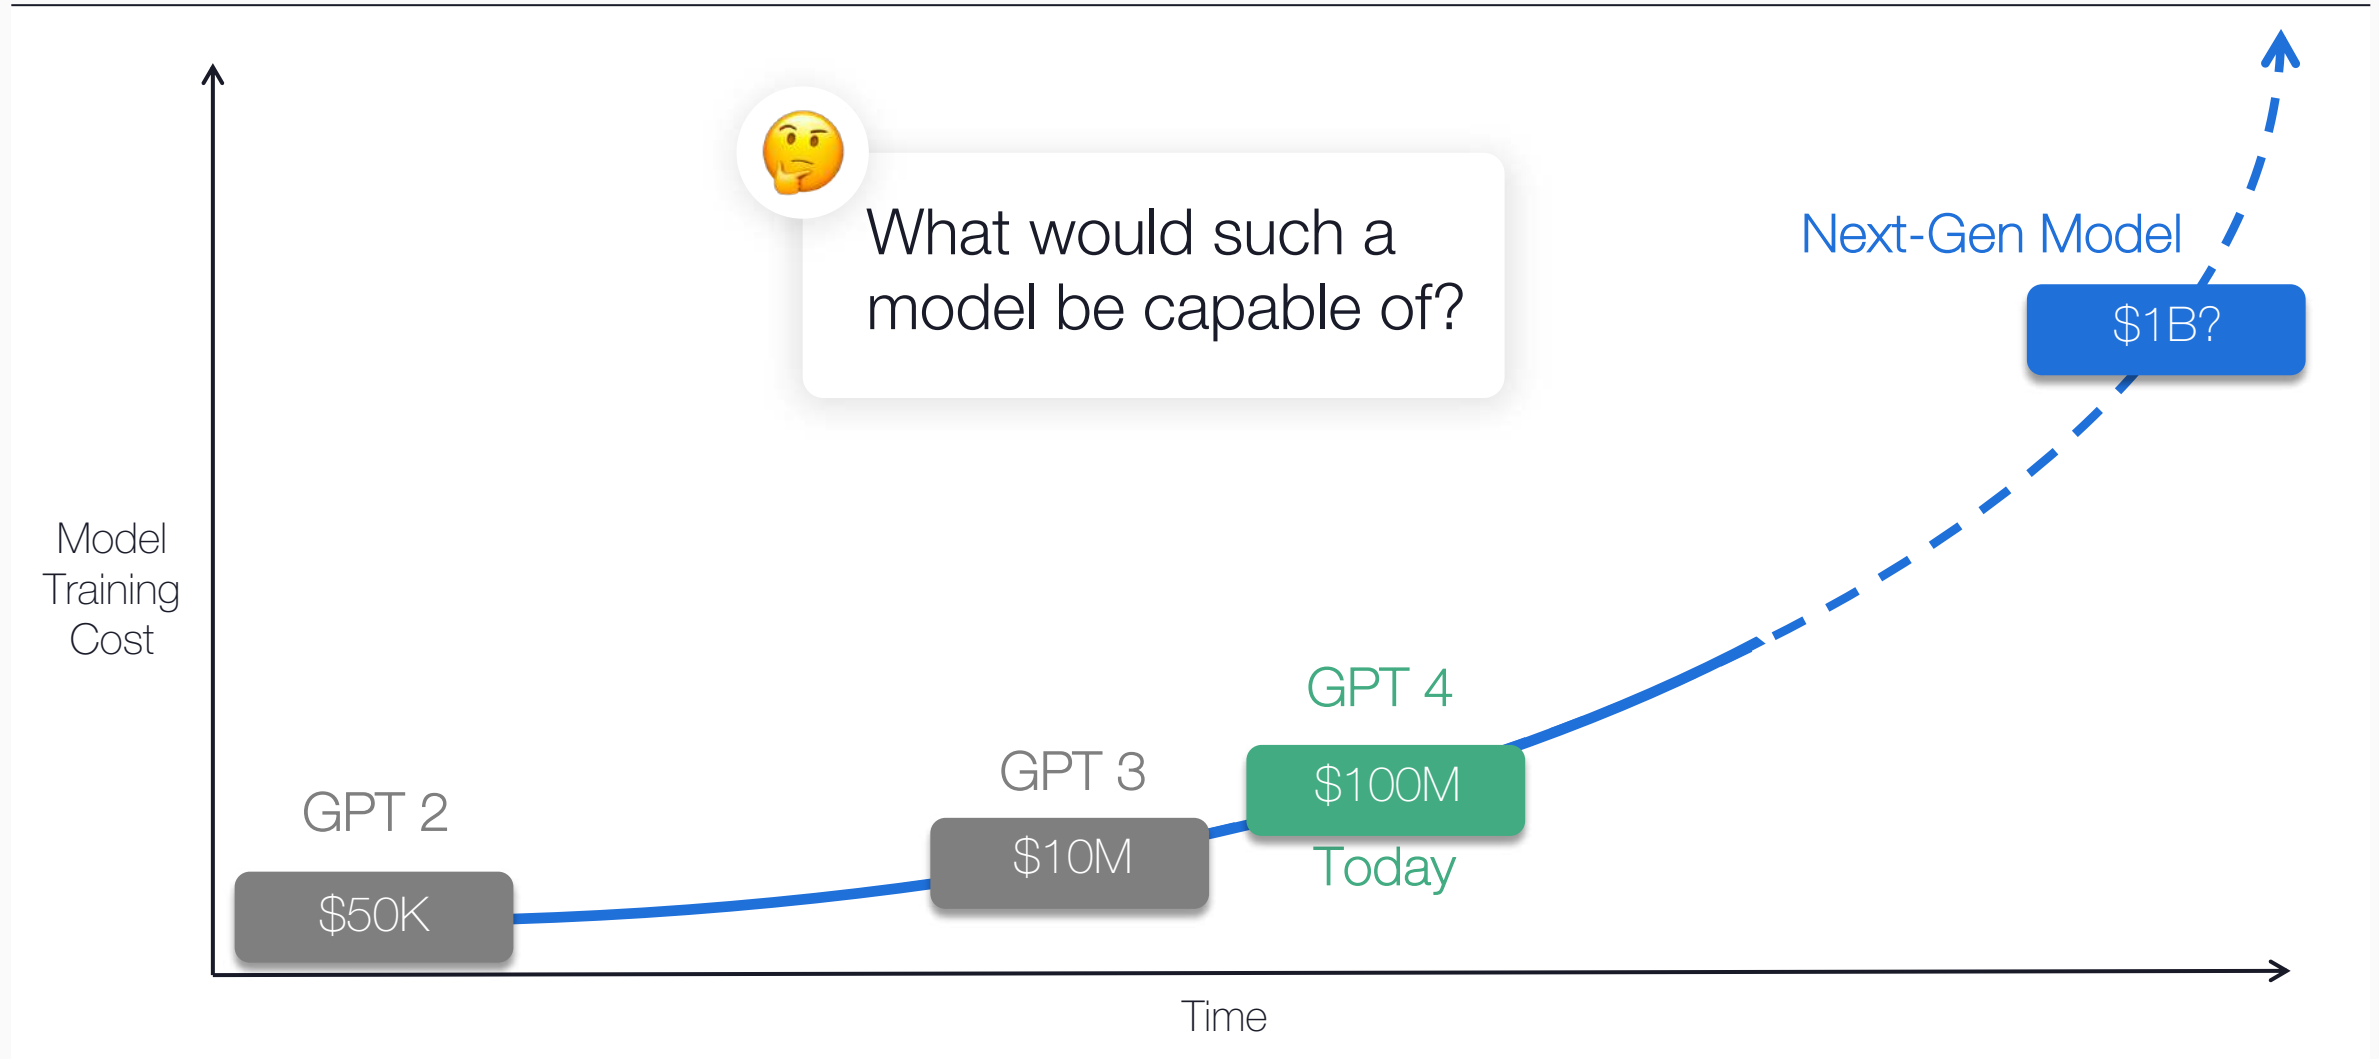 What would such a
model be capable of?
Next-Gen Model
$1B?
Model
Training
Cost
GPT 4
$100M
Today
GPT 3
$10M
GPT 2
$50K
Time